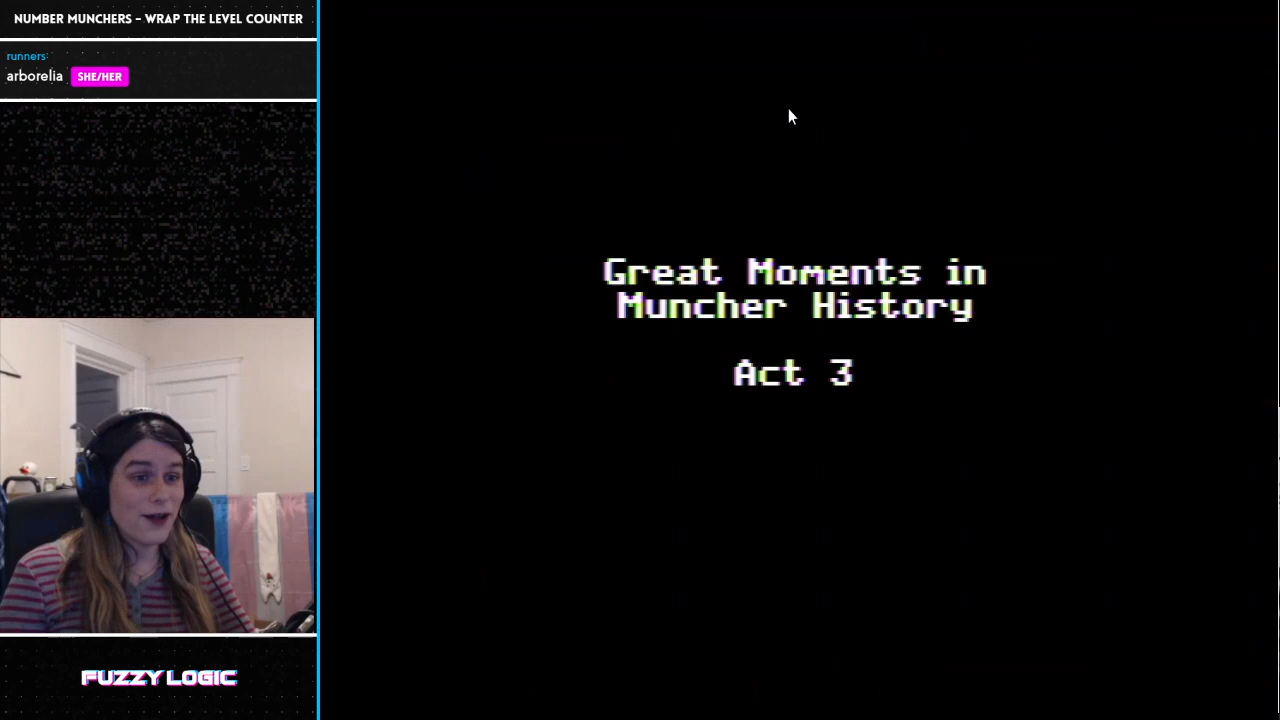 NUMBER MUNCHERS - WRAP THE LEVEL COUNTER
runners:
arborelia SHE/HER
Great Moments in
Muncher History
Act 3
FUZZY LOGIC